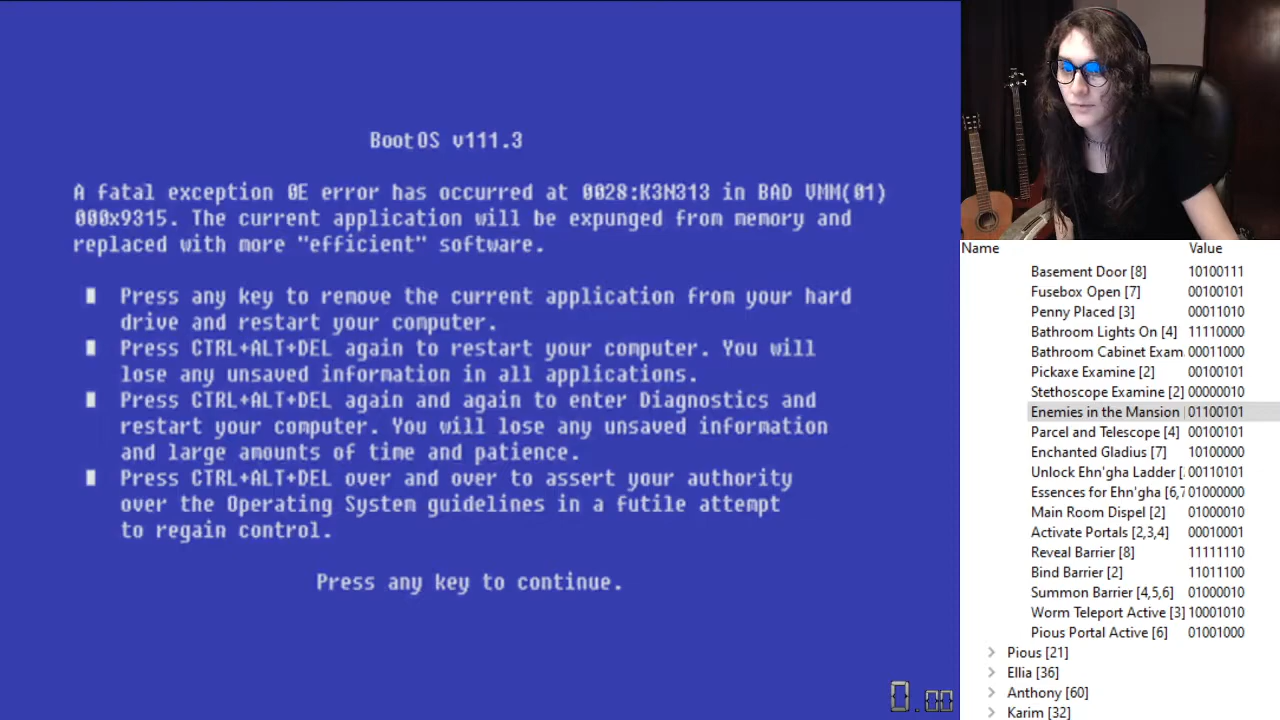 BootOS v111.3
A fatal exception 0E error has occurred at 0028:K3N313 in BAD VMM(01)
000x9315. The current application will be expunged from memory and
replaced with more "efficient" software.
Press any key to remove the current application from your hard
drive and restart your computer.
Press CTRL+ALT+DEL again to restart your computer. You will
lose any unsaved information in all applications.
Press CTRL+ALT+DEL again and again to enter Diagnostics and
restart your computer. You will lose any unsaved information
and large amounts of time and patience.
Press CTRL+ALT+DEL over and over to assert your authority
over the Operating System guidelines in a futile attempt
to regain control.
Press any key to continue.
0.00
Name Value
Basement Door [8] 10100111
Fusebox Open [7] 00100101
Penny Placed [3] 00011010
Bathroom Lights On [4] 11110000
Bathroom Cabinet Exam 00011000
Pickaxe Examine [2] 00100101
Stethoscope Examine [2] 00000010
Enemies in the Mansion 01100101
Parcel and Telescope [4] 00100101
Enchanted Gladius [7] 10100000
Unlock Ehn'gha Ladder [ 00110101
Essences for Ehn'gha [6,7 01000000
Main Room Dispel [2] 01000010
Activate Portals [2,3,4] 00010001
Reveal Barrier [8] 11111110
Bind Barrier [2] 11011100
Summon Barrier [4,5,6] 01000010
Worm Teleport Active [3] 10001010
Pious Portal Active [6] 01001000
Pious [21]
Ellia [36]
Anthony [60]
Karim [32]